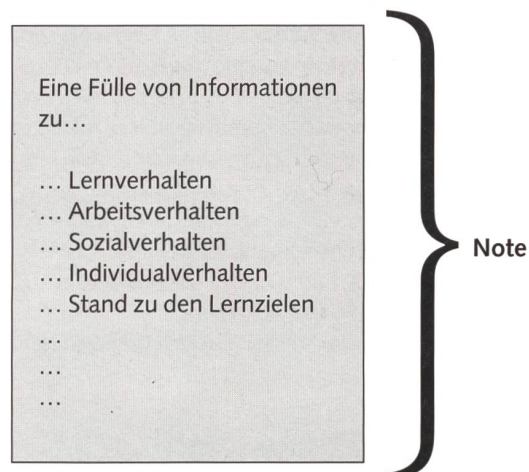 Eine Fülle von Informationen
zu…
… Lernverhalten
… Arbeitsverhalten
… Sozialverhalten
… Individualverhalten
… Stand zu den Lernzielen
…
…
…
Note